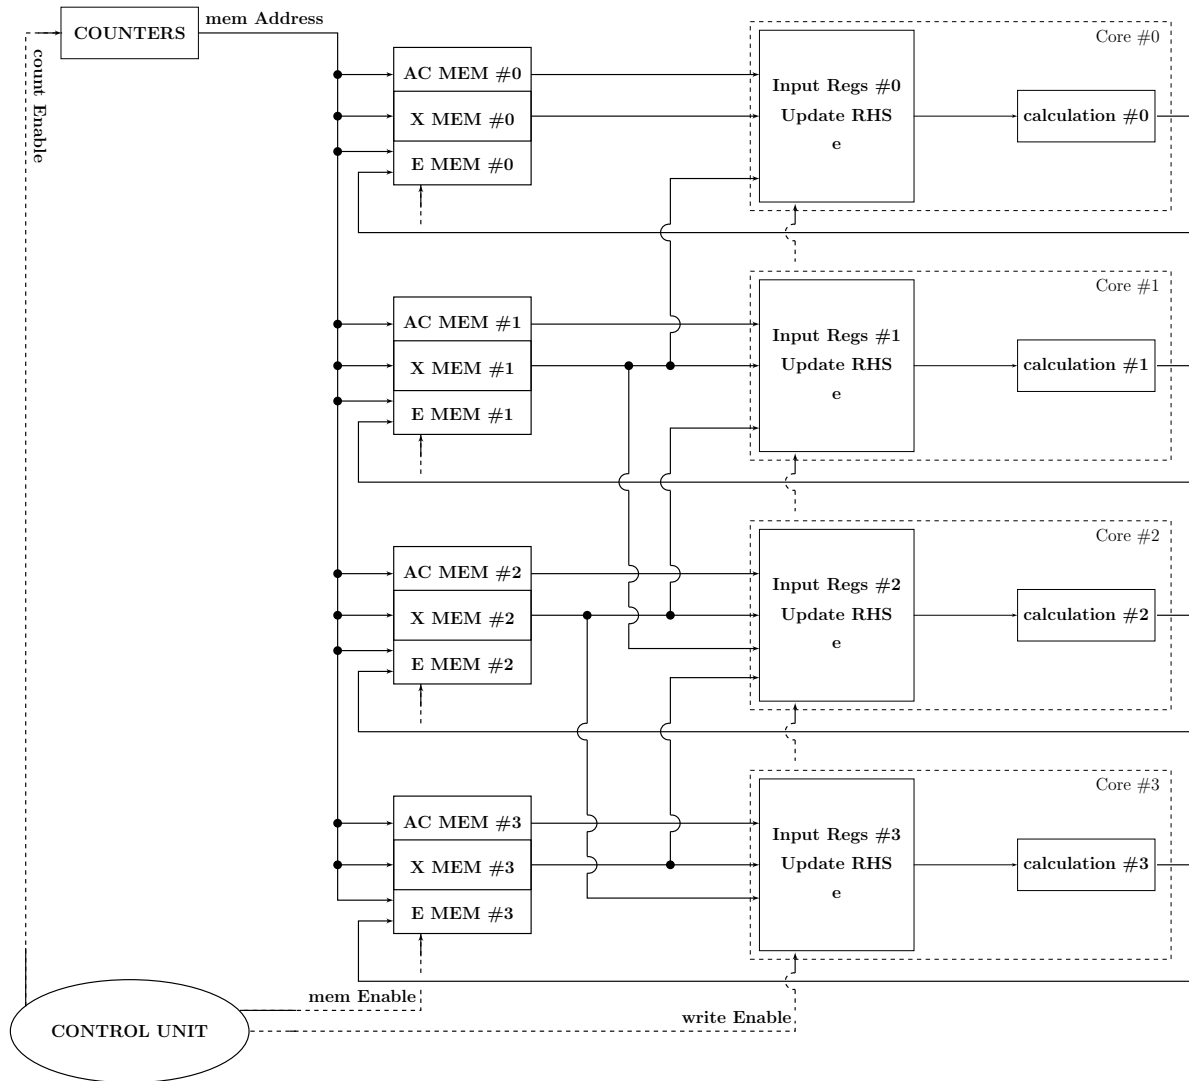 mem Address
COUNTERS
count Enable
Core #0
AC MEM #0
X MEM #0
E MEM #0
Input Regs #0
Update RHS
e
calculation #0
Core #1
AC MEM #1
X MEM #1
E MEM #1
Input Regs #1
Update RHS
e
calculation #1
Core #2
AC MEM #2
X MEM #2
E MEM #2
Input Regs #2
Update RHS
e
calculation #2
Core #3
AC MEM #3
X MEM #3
E MEM #3
Input Regs #3
Update RHS
e
calculation #3
mem Enable
write Enable
CONTROL UNIT